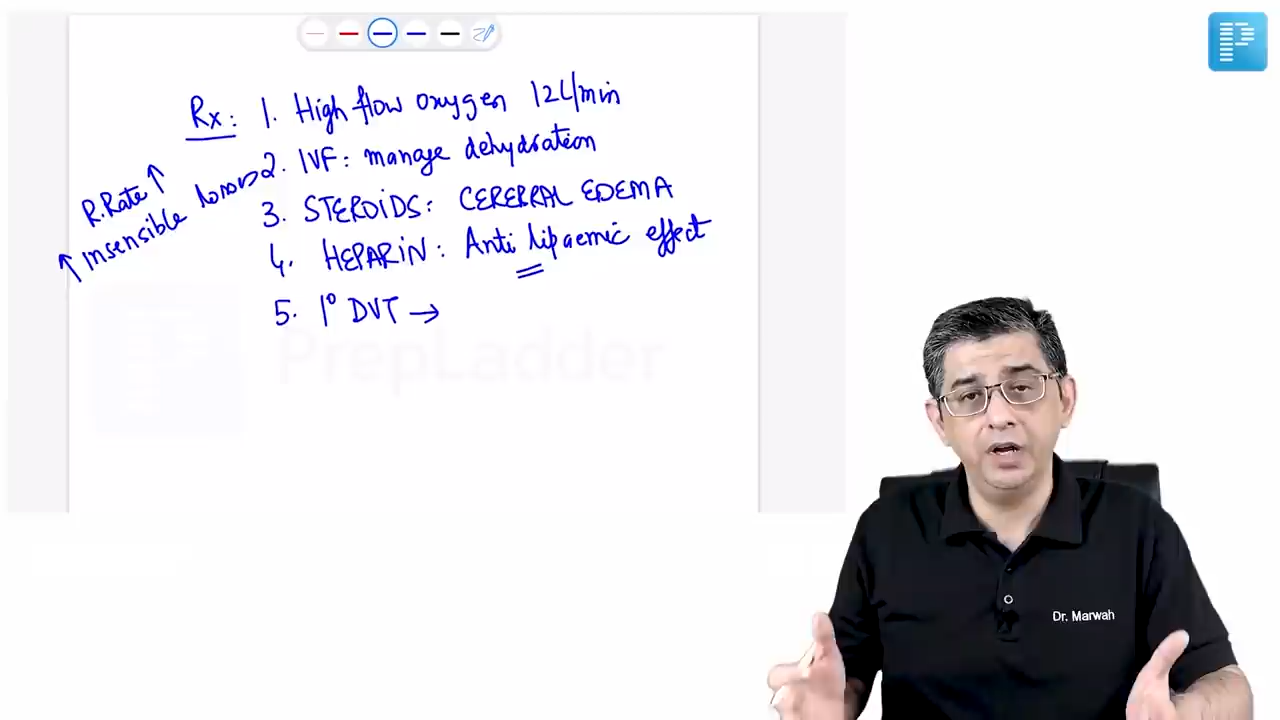 Rx: 1. High flow oxygen 12L/min
2. IVF: manage dehydration
3. STEROIDS: CEREBRAL EDEMA
4. HEPARIN: Anti lipaemic effect
5. 1° DVT →
R.Rate ↑
↑ insensible losses
PrepLadder
Dr. Marwah